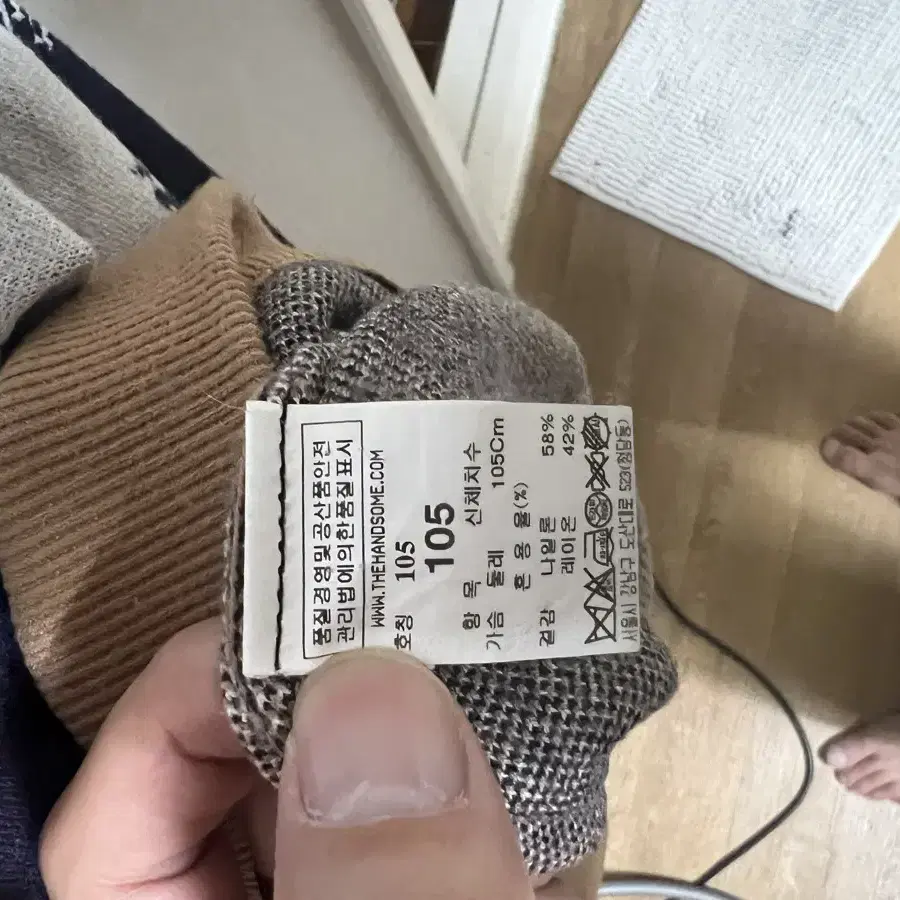 품질경영및 공산품안전
관리법에의한 품질표시
WWW.THEHANDSOME.COM
호칭 105
105
항 목 신체치수
가슴 둘레 105Cm
혼 용 율(%)
겉감 나일론 58%
레이온 42%
서울시 강남구 도산대로 523(청담동)